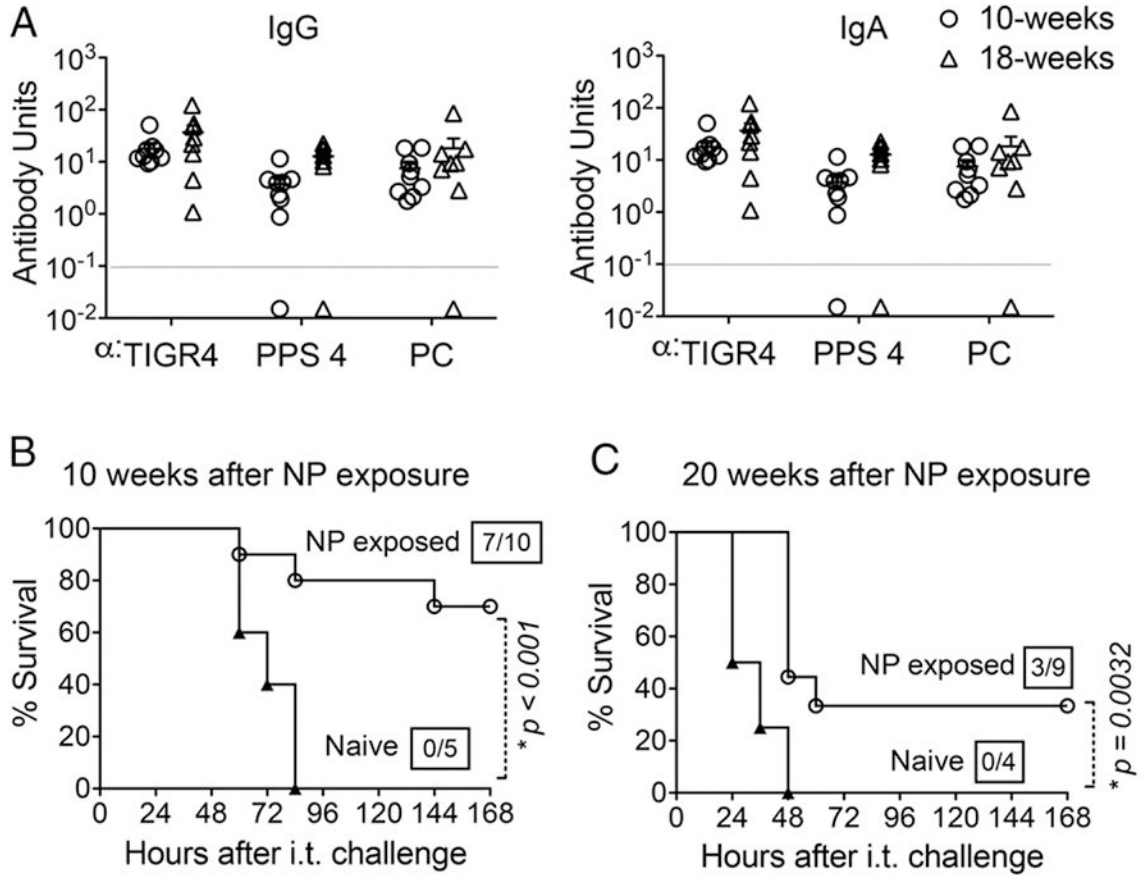 A
IgG
IgA
10-weeks
18-weeks
Antibody Units
10³
10²
10¹
10⁰
10⁻¹
10⁻²
α:TIGR4 PPS 4 PC
Antibody Units
10³
10²
10¹
10⁰
10⁻¹
10⁻²
α:TIGR4 PPS 4 PC
B
10 weeks after NP exposure
% Survival
100
80
60
40
20
0
NP exposed 7/10
Naive 0/5
* p < 0.001
0 24 48 72 96 120 144 168
Hours after i.t. challenge
C
20 weeks after NP exposure
% Survival
100
80
60
40
20
0
NP exposed 3/9
Naive 0/4
* p = 0.0032
0 24 48 72 96 120 144 168
Hours after i.t. challenge